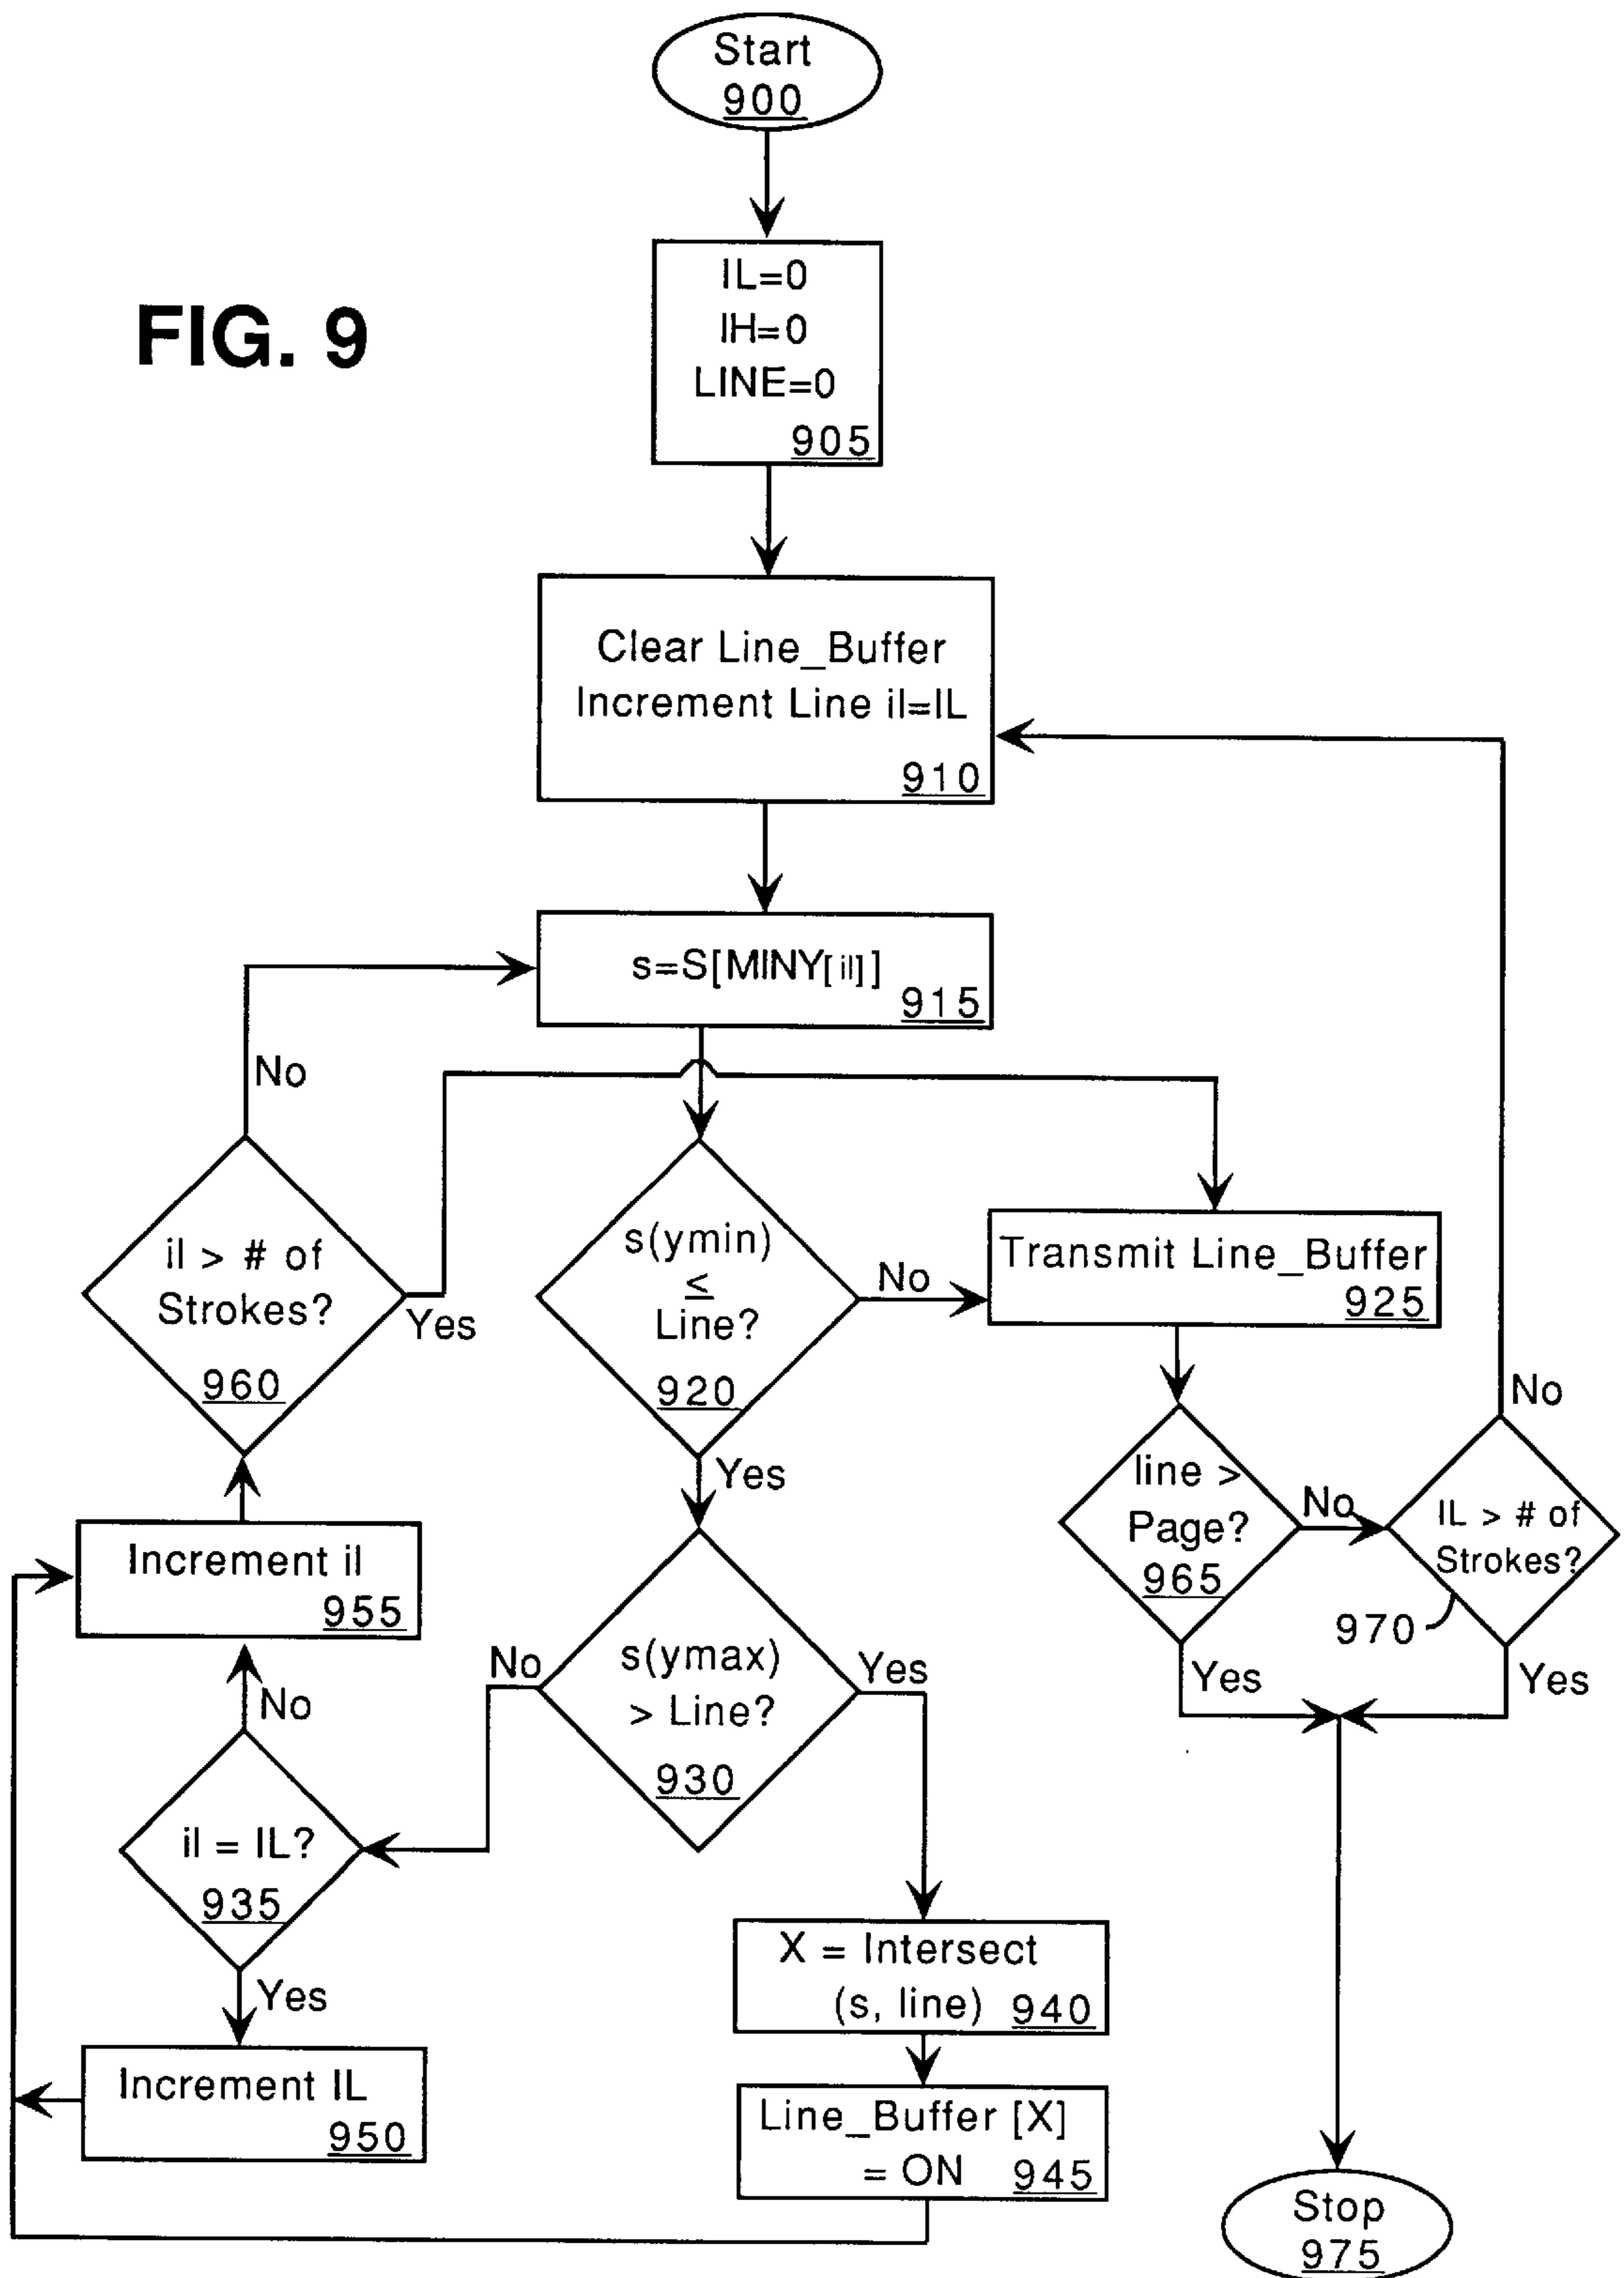 Start
900
FIG. 9
IL=0
IH=0
LINE=0
905
Clear Line_Buffer
Increment Line il=IL
910
s=S[MINY[il]]
915
No
il > # of
Strokes?
960
Yes
s(ymin)
≤
Line?
920
No
Yes
Transmit Line_Buffer
925
line >
Page?
965
No
Yes
IL > # of
Strokes?
970
No
Yes
Increment il
955
No
il = IL?
935
Yes
Increment IL
950
s(ymax)
> Line?
930
No
Yes
X = Intersect
(s, line) 940
Line_Buffer [X]
= ON 945
Stop
975